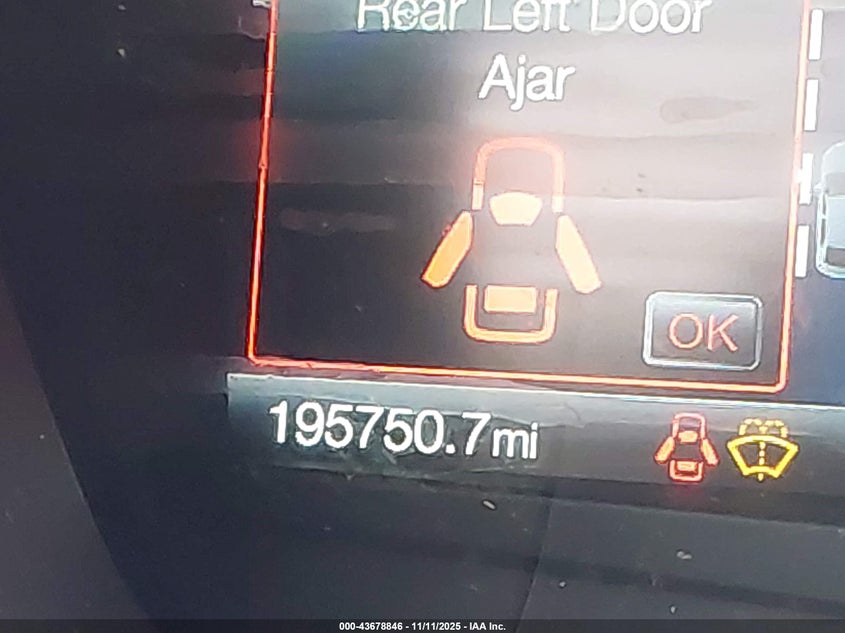 Rear Left Door
Ajar
OK
195750.7mi
000-43678846 - 11/11/2025 - IAA Inc.